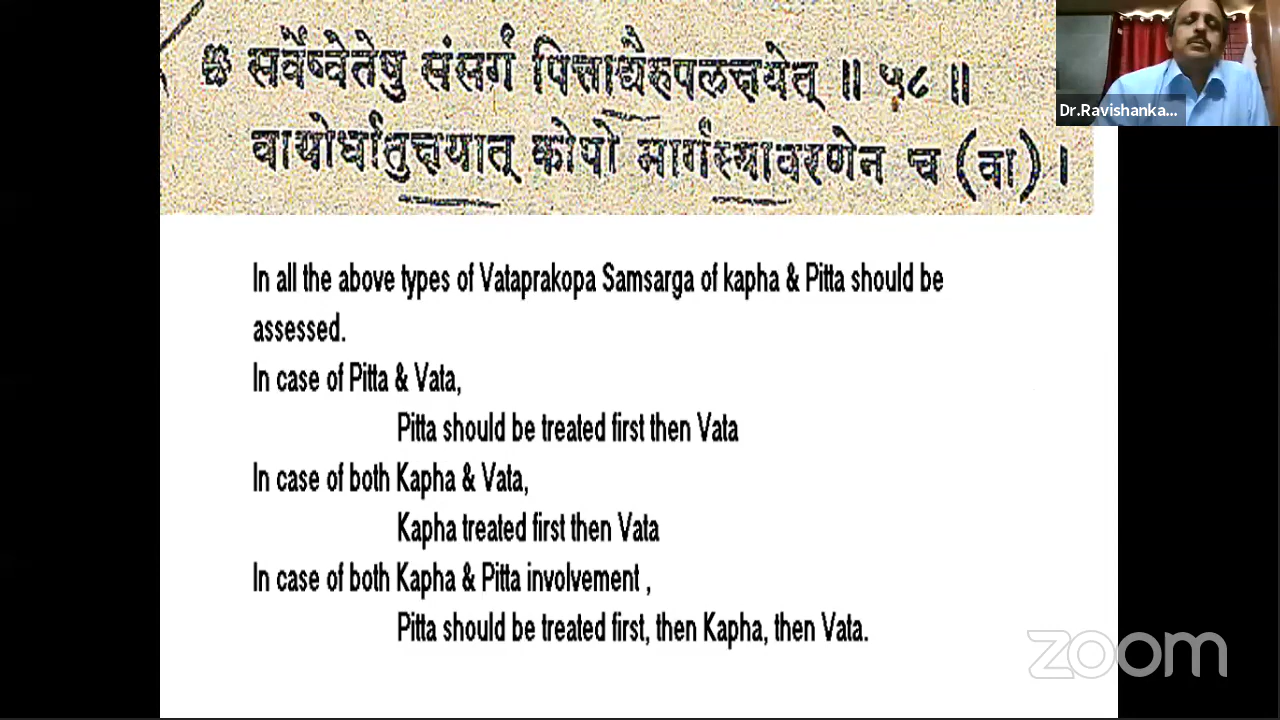 सर्वेष्वेतेषु संसर्गं पित्ताद्यैरुपलक्षयेत् ॥ ५८ ॥
वायोर्धातुक्षयात् कोपो मार्गस्यावरणेन च (वा) ।
Dr.Ravishanka...
In all the above types of Vataprakopa Samsarga of kapha & Pitta should be
assessed.
In case of Pitta & Vata,
Pitta should be treated first then Vata
In case of both Kapha & Vata,
Kapha treated first then Vata
In case of both Kapha & Pitta involvement ,
Pitta should be treated first, then Kapha, then Vata.
zoom